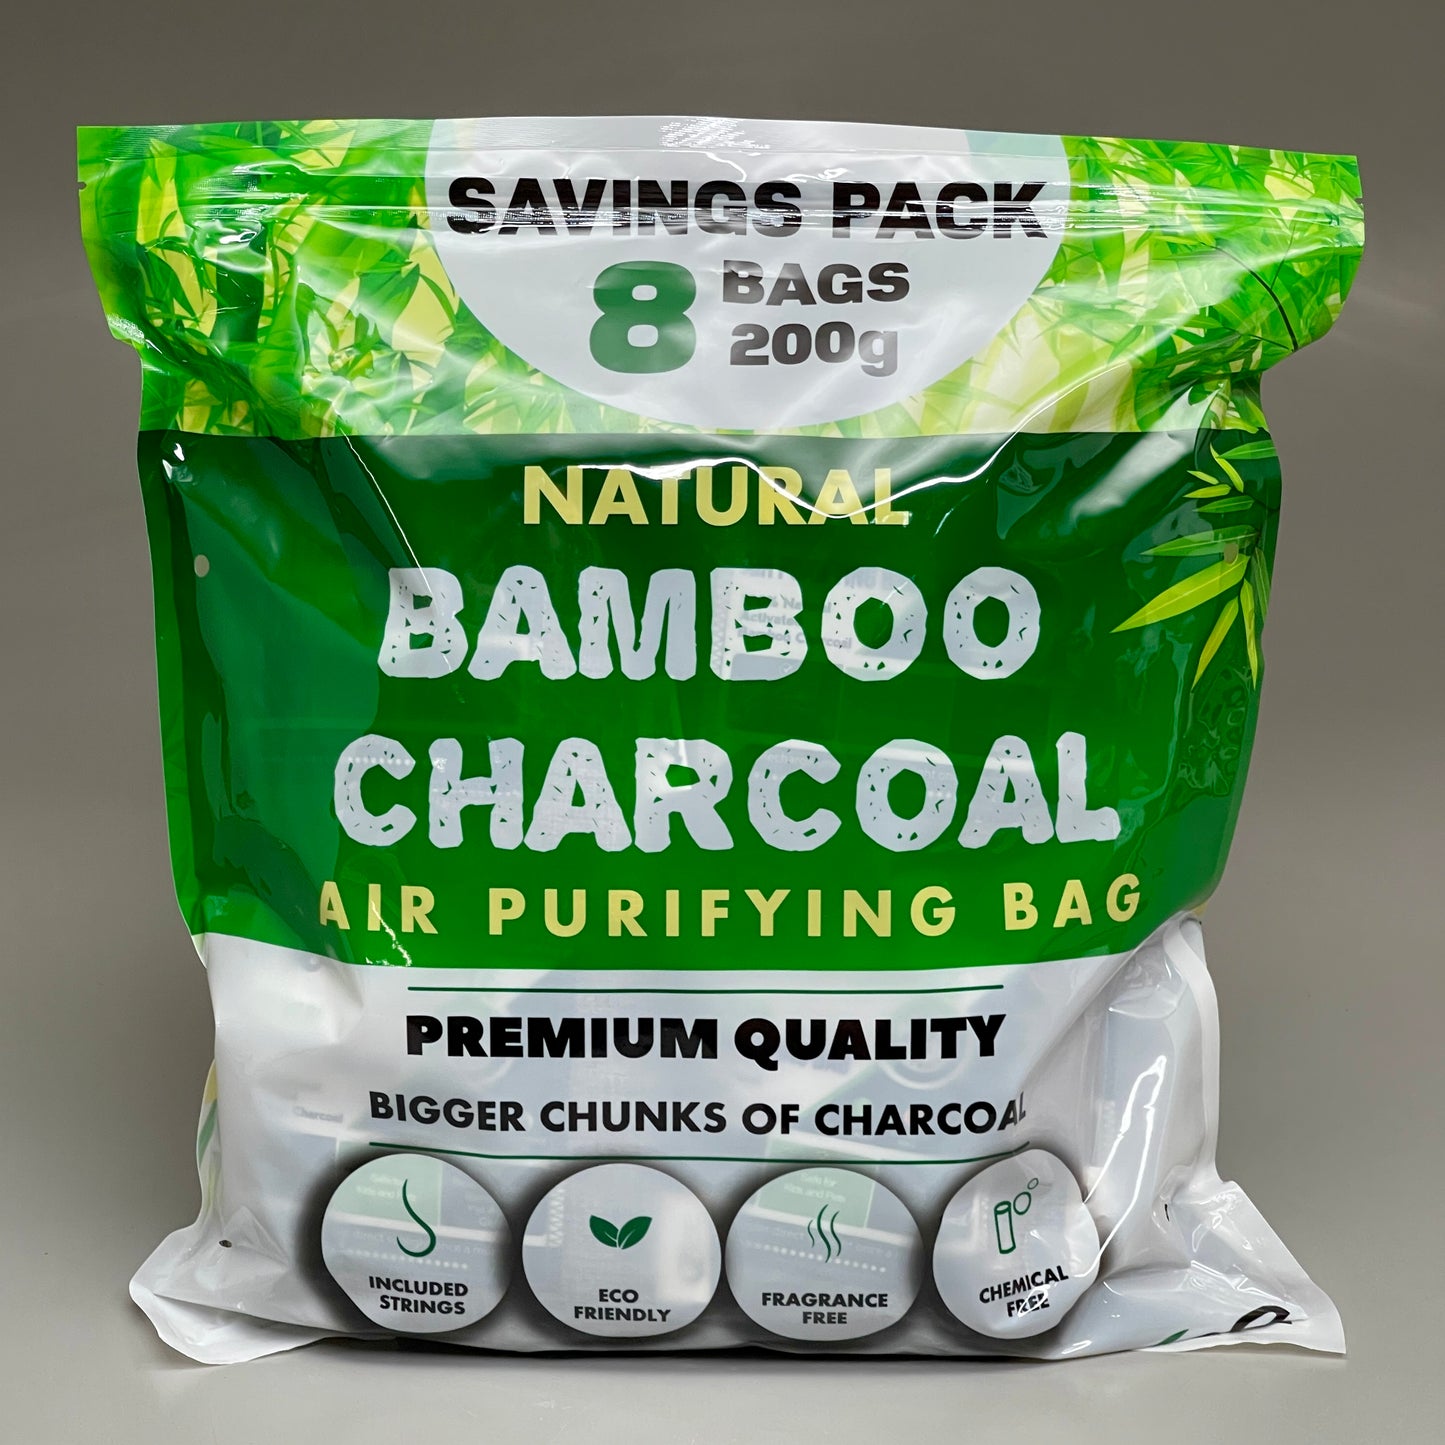 SAVINGS PACK
8 BAGS
200g
NATURAL
BAMBOO
CHARCOAL
AIR PURIFYING BAG
PREMIUM QUALITY
BIGGER CHUNKS OF CHARCOAL
INCLUDED
STRINGS
ECO
FRIENDLY
FRAGRANCE
FREE
CHEMICAL
FREE